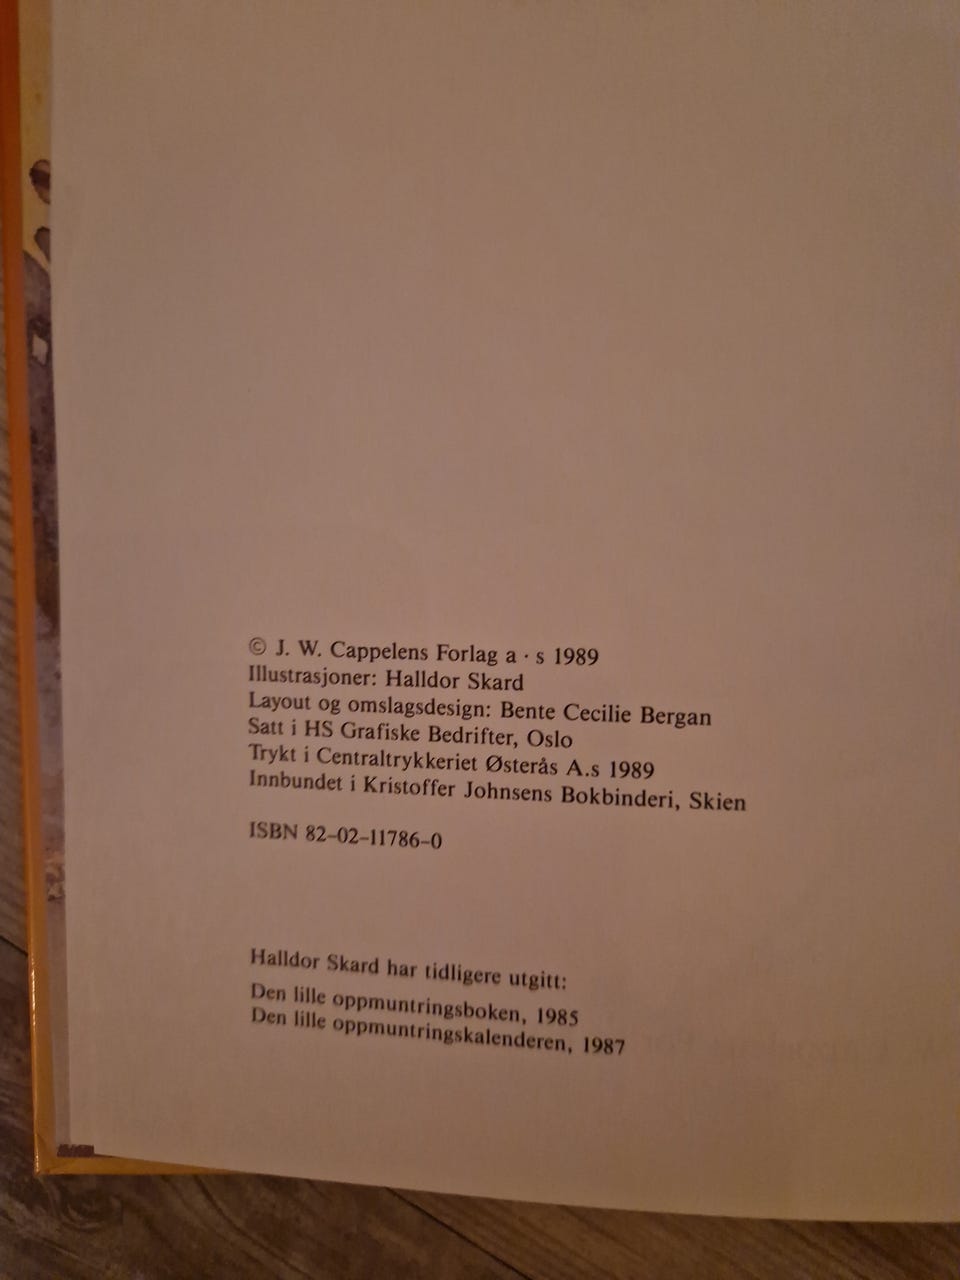 © J. W. Cappelens Forlag a · s 1989
Illustrasjoner: Halldor Skard
Layout og omslagsdesign: Bente Cecilie Bergan
Satt i HS Grafiske Bedrifter, Oslo
Trykt i Centraltrykkeriet Østerås A.s 1989
Innbundet i Kristoffer Johnsens Bokbinderi, Skien
ISBN 82–02–11786–0
Halldor Skard har tidligere utgitt:
Den lille oppmuntringsboken, 1985
Den lille oppmuntringskalenderen, 1987